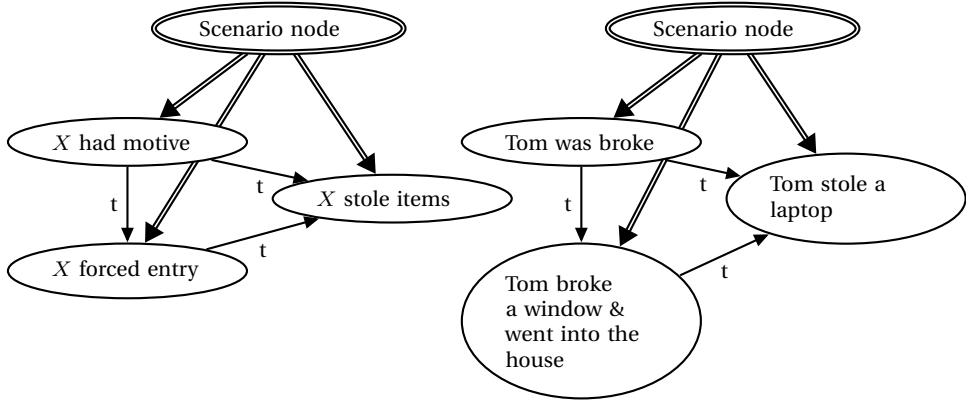 Scenario node
X had motive
t
t
X stole items
X forced entry
t
Scenario node
Tom was broke
t
t
Tom stole a
laptop
Tom broke
a window &
went into the
house
t